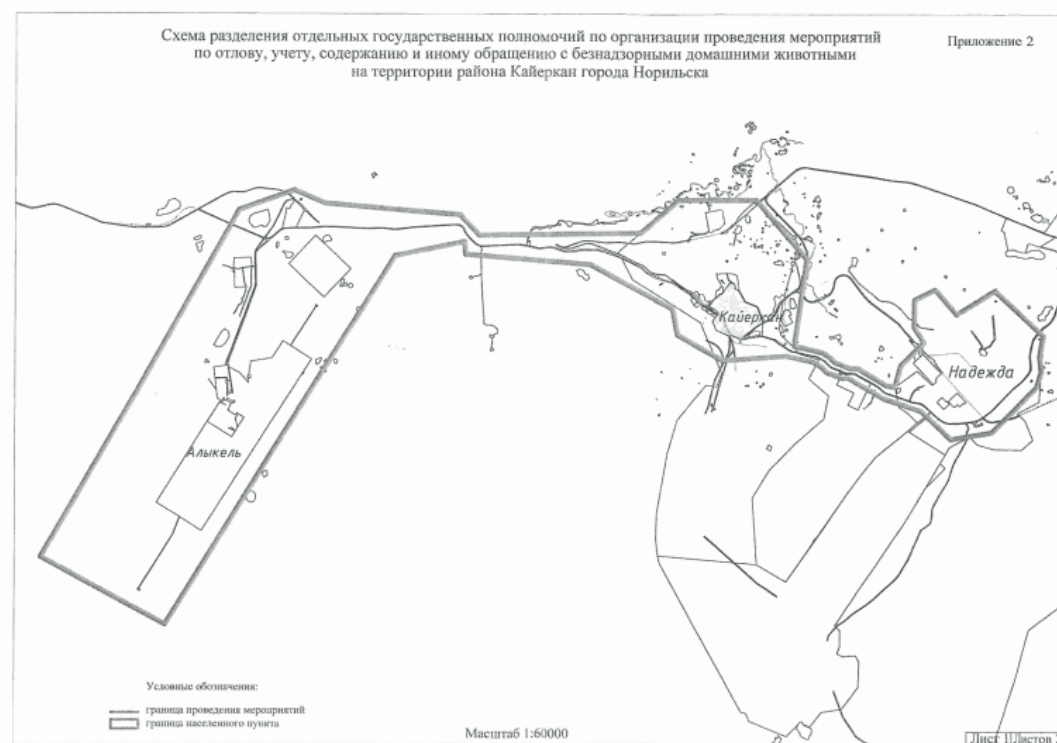 Схема разделения отдельных государственных полномочий по организации проведения мероприятий
по отлову, учету, содержанию и иному обращению с безнадзорными домашними животными
на территории района Кайеркан города Норильска
Приложение 2
Кайеркан
Надежда
Алыкель
Условные обозначения:
граница проведения мероприятий
граница населенного пункта
Масштаб 1:60000
Лист 1 Листов